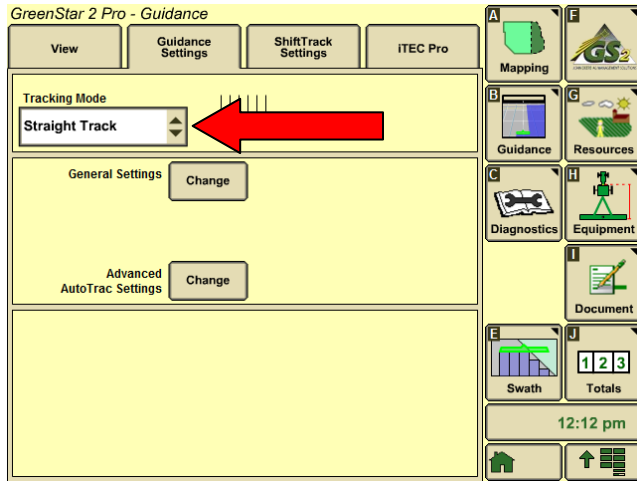 GreenStar 2 Pro - Guidance
View
Guidance
Settings
ShiftTrack
Settings
iTEC Pro
Tracking Mode
Straight Track
General Settings
Change
Advanced
AutoTrac Settings
Change
A
Mapping
F
GS2
B
Guidance
G
Resources
C
Diagnostics
H
Equipment
I
Document
E
Swath
J
1 2 3
Totals
12:12 pm